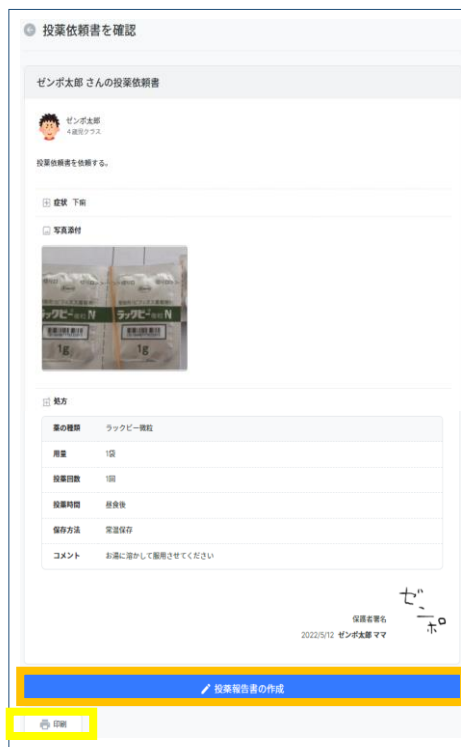 投薬依頼書を確認
ゼンポ太郎 さんの投薬依頼書
ゼンポ太郎
4歳児クラス
投薬依頼書を依頼する。
症状 下痢
写真添付
ラックビー微粒N ラックビー微粒N
1g 1g
処方
薬の種類 ラックビー微粒
用量 1袋
投薬回数 1回
投薬時間 昼食後
保存方法 常温保存
コメント お湯に溶かして服用させてください
ゼンポ
保護者署名
2022/5/12 ゼンポ太郎 ママ
投薬報告書の作成
印刷